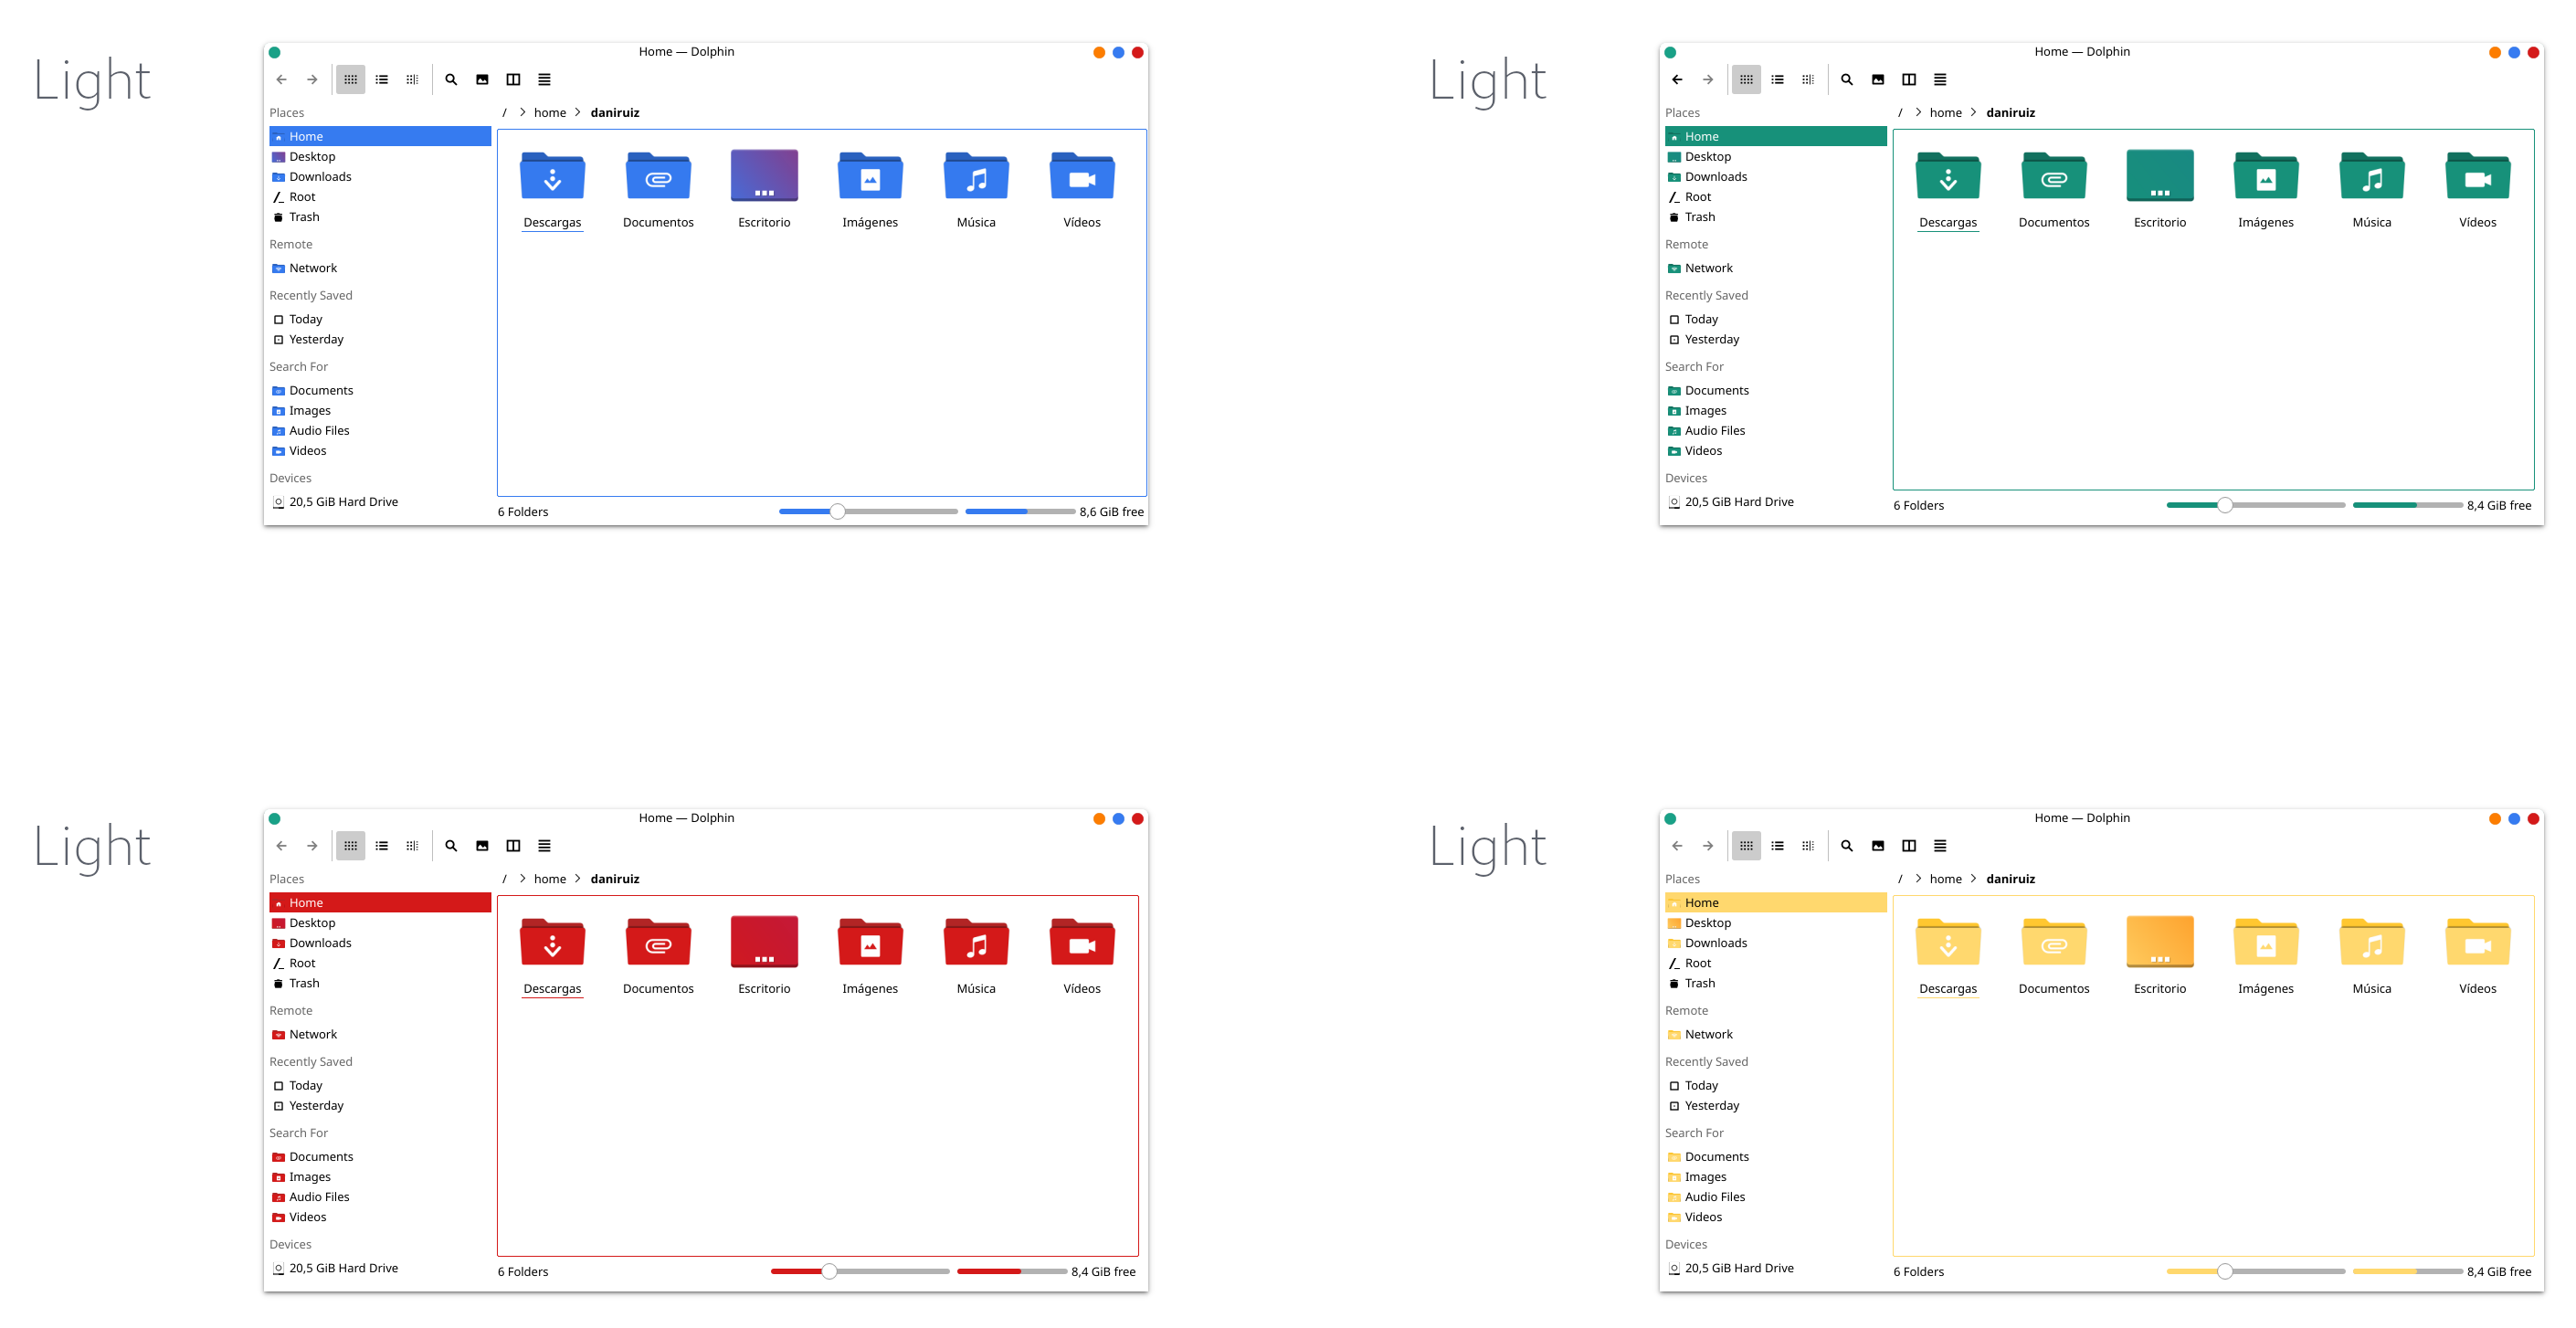 Light
Home — Dolphin
Places
/ > home > daniruiz
Home
Desktop
Downloads
Root
Trash
Remote
Network
Recently Saved
Today
Yesterday
Search For
Documents
Images
Audio Files
Videos
Devices
20,5 GiB Hard Drive
Descargas Documentos Escritorio Imágenes Música Vídeos
6 Folders 8,6 GiB free
Light
Home — Dolphin
Places
/ > home > daniruiz
Home
Desktop
Downloads
Root
Trash
Remote
Network
Recently Saved
Today
Yesterday
Search For
Documents
Images
Audio Files
Videos
Devices
20,5 GiB Hard Drive
Descargas Documentos Escritorio Imágenes Música Vídeos
6 Folders 8,4 GiB free
Light
Home — Dolphin
Places
/ > home > daniruiz
Home
Desktop
Downloads
Root
Trash
Remote
Network
Recently Saved
Today
Yesterday
Search For
Documents
Images
Audio Files
Videos
Devices
20,5 GiB Hard Drive
Descargas Documentos Escritorio Imágenes Música Vídeos
6 Folders 8,4 GiB free
Light
Home — Dolphin
Places
/ > home > daniruiz
Home
Desktop
Downloads
Root
Trash
Remote
Network
Recently Saved
Today
Yesterday
Search For
Documents
Images
Audio Files
Videos
Devices
20,5 GiB Hard Drive
Descargas Documentos Escritorio Imágenes Música Vídeos
6 Folders 8,4 GiB free